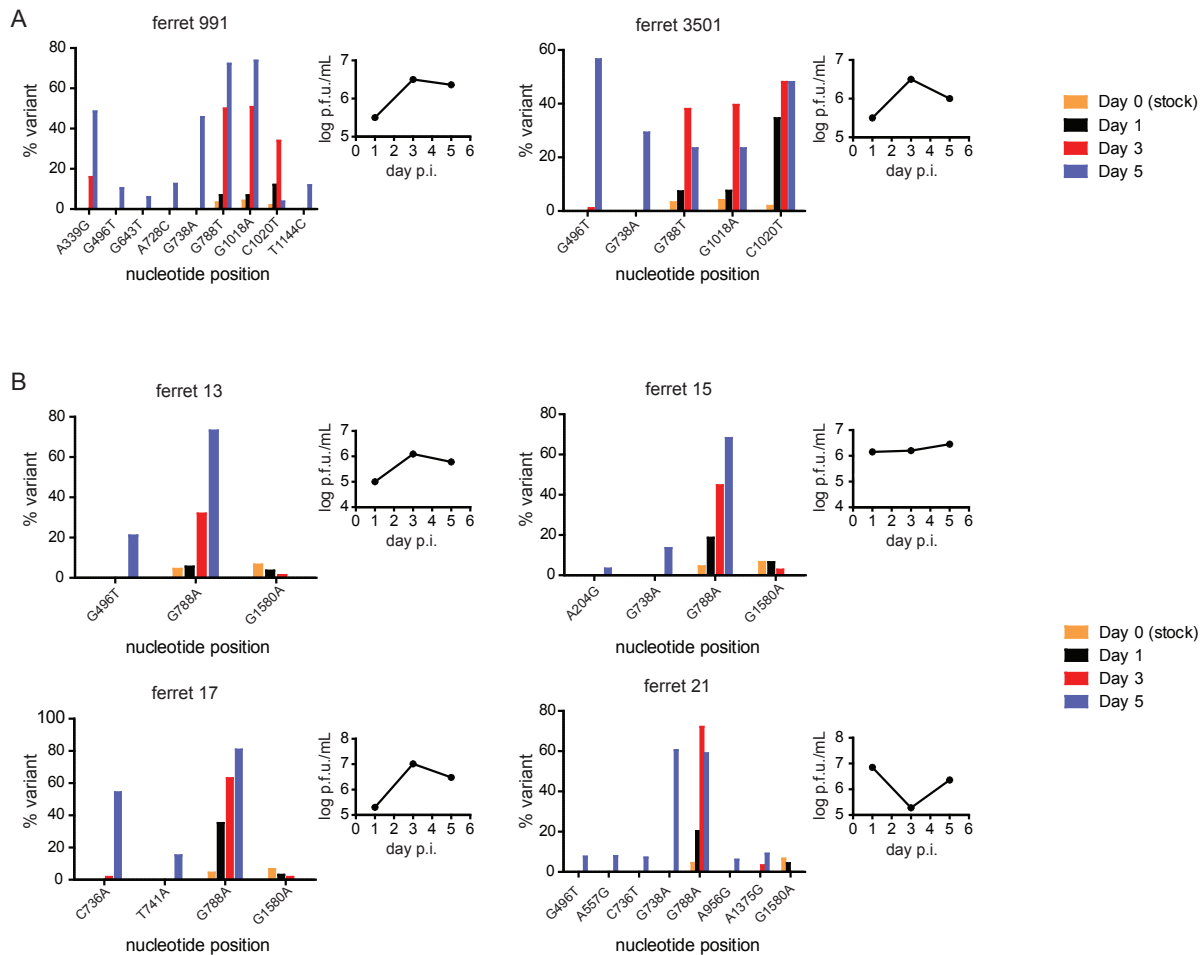 A
ferret 991
% variant
80
60
40
20
0
A339G
G496T
G643T
A728C
G738A
G788T
G1018A
C1020T
T1144C
nucleotide position
log p.f.u./mL
7
6
5
0 1 2 3 4 5 6
day p.i.
ferret 3501
% variant
60
40
20
0
G496T
G738A
G788T
G1018A
C1020T
nucleotide position
log p.f.u./mL
7
6
5
0 1 2 3 4 5 6
day p.i.
Day 0 (stock)
Day 1
Day 3
Day 5
B
ferret 13
% variant
80
60
40
20
0
G496T
G788A
G1580A
nucleotide position
log p.f.u./mL
7
6
5
4
0 1 2 3 4 5 6
day p.i.
ferret 15
% variant
80
60
40
20
0
A204G
G738A
G788A
G1580A
nucleotide position
log p.f.u./mL
7
6
5
4
0 1 2 3 4 5 6
day p.i.
ferret 17
% variant
100
80
60
40
20
0
C736A
T741A
G788A
G1580A
nucleotide position
log p.f.u./mL
8
7
6
5
0 1 2 3 4 5 6
day p.i.
ferret 21
% variant
80
60
40
20
0
G496T
A557G
C736T
G738A
G788A
A956G
A1375G
G1580A
nucleotide position
log p.f.u./mL
8
7
6
5
0 1 2 3 4 5 6
day p.i.
Day 0 (stock)
Day 1
Day 3
Day 5